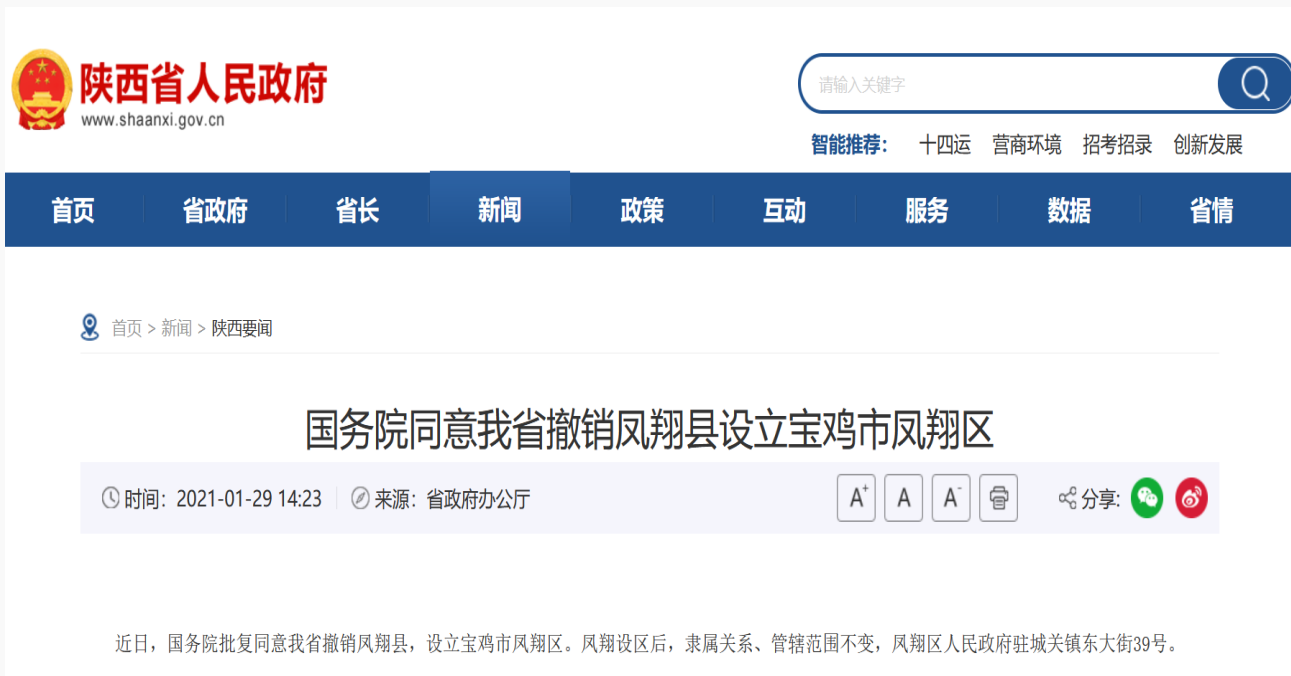 陕西省人民政府
www.shaanxi.gov.cn
请输入关键字
智能推荐： 十四运 营商环境 招考招录 创新发展
首页 省政府 省长 新闻 政策 互动 服务 数据 省情
首页 > 新闻 > 陕西要闻
国务院同意我省撤销凤翔县设立宝鸡市凤翔区
时间：2021-01-29 14:23 来源：省政府办公厅 A+ A A- 分享:
近日，国务院批复同意我省撤销凤翔县，设立宝鸡市凤翔区。凤翔设区后，隶属关系、管辖范围不变，凤翔区人民政府驻城关镇东大街39号。